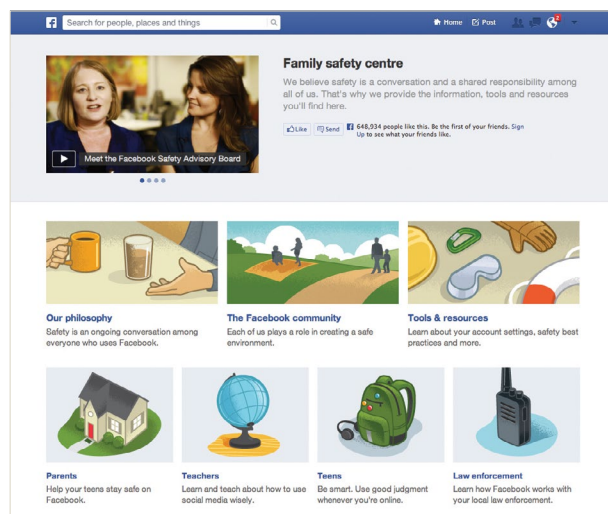 Search for people, places and things
Home Post
2
Family safety centre
We believe safety is a conversation and a shared responsibility among
all of us. That's why we provide the information, tools and resources
you'll find here.
Like Send 648,934 people like this. Be the first of your friends. Sign
Up to see what your friends like.
Meet the Facebook Safety Advisory Board
Our philosophy
Safety is an ongoing conversation among
everyone who uses Facebook.
The Facebook community
Each of us plays a role in creating a safe
environment.
Tools & resources
Learn about your account settings, safety best
practices and more.
Parents
Help your teens stay safe on
Facebook.
Teachers
Learn and teach about how to use
social media wisely.
Teens
Be smart. Use good judgment
whenever you're online.
Law enforcement
Learn how Facebook works with
your local law enforcement.